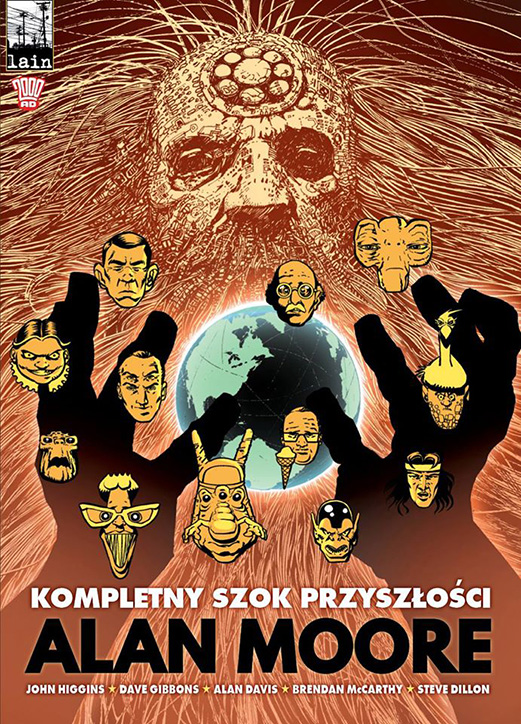 lain
2000
AD
KOMPLETNY SZOK PRZYSZŁOŚCI
ALAN MOORE
JOHN HIGGINS ★ DAVE GIBBONS ★ ALAN DAVIS ★ BRENDAN McCARTHY ★ STEVE DILLON